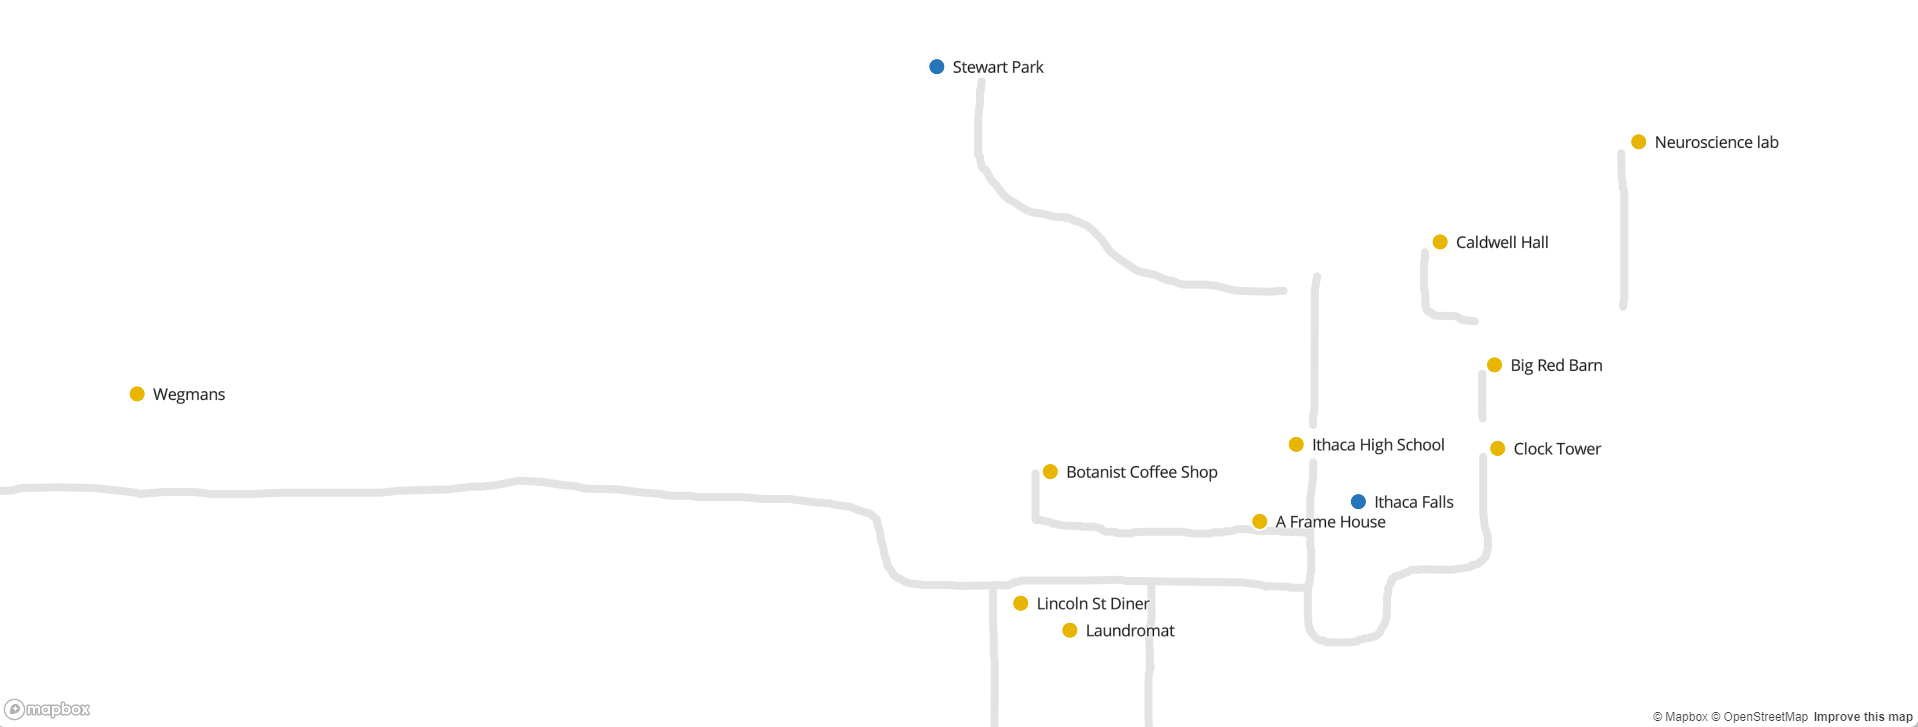 Stewart Park
Neuroscience lab
Caldwell Hall
Big Red Barn
Wegmans
Ithaca High School
Clock Tower
Botanist Coffee Shop
Ithaca Falls
A Frame House
Lincoln St Diner
Laundromat
mapbox
© Mapbox © OpenStreetMap Improve this map